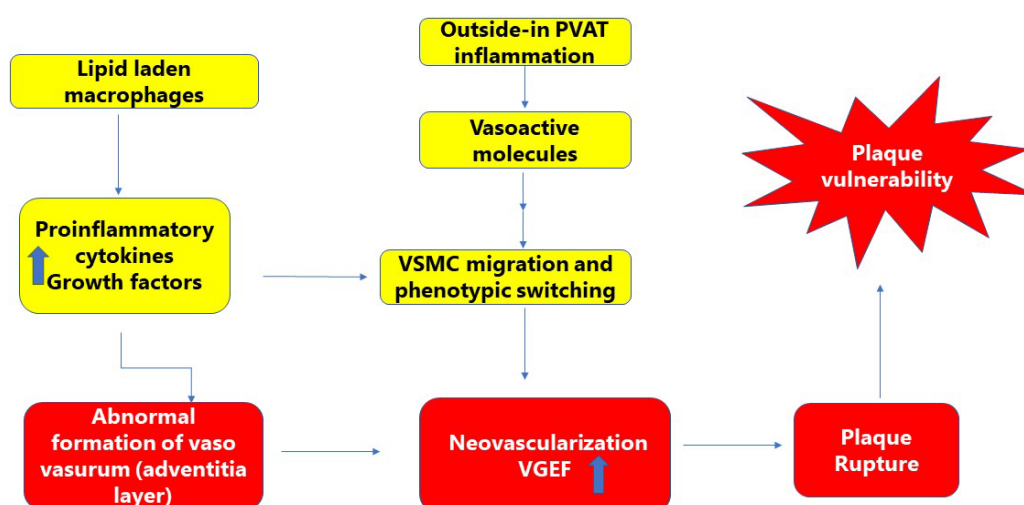 Outside-in PVAT
inflammation
Lipid laden
macrophages
Vasoactive
molecules
Plaque
vulnerability
Proinflammatory
cytokines
Growth factors
VSMC migration and
phenotypic switching
Abnormal
formation of vaso
vasurum (adventitia
layer)
Neovascularization
VGEF
Plaque
Rupture